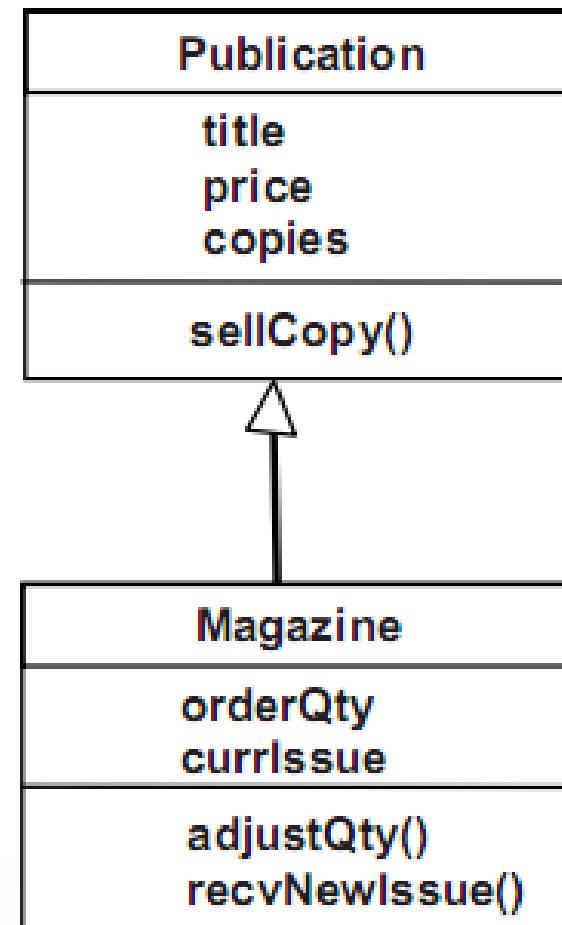 Publication
title
price
copies
sellCopy()
Magazine
orderQty
currIssue
adjustQty()
recvNewIssue()